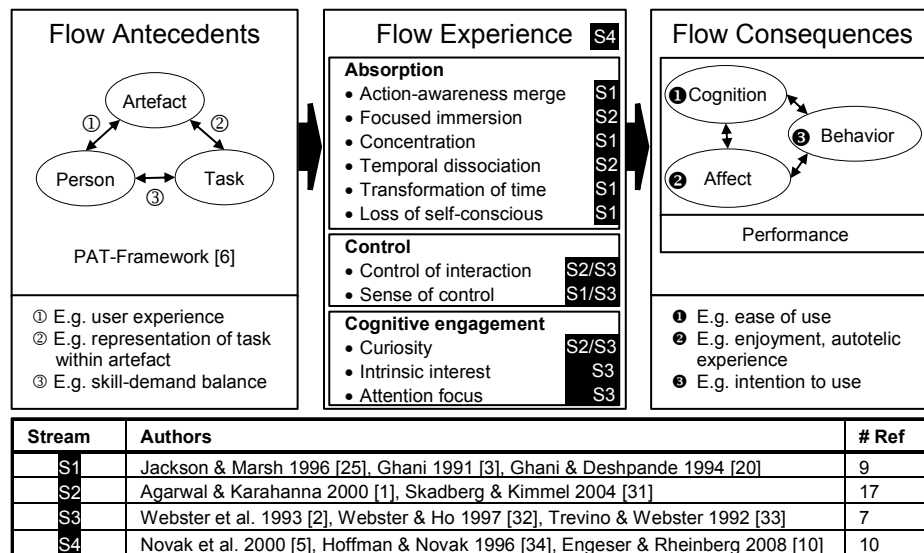 Flow Antecedents
Artefact
① ②
Person Task
③
PAT-Framework [6]
① E.g. user experience
② E.g. representation of task
within artefact
③ E.g. skill-demand balance
Flow Experience S4
Absorption
• Action-awareness merge S1
• Focused immersion S2
• Concentration S1
• Temporal dissociation S2
• Transformation of time S1
• Loss of self-conscious S1
Control
• Control of interaction S2/S3
• Sense of control S1/S3
Cognitive engagement
• Curiosity S2/S3
• Intrinsic interest S3
• Attention focus S3
Flow Consequences
❶ Cognition
❸ Behavior
❷ Affect
Performance
❶ E.g. ease of use
❷ E.g. enjoyment, autotelic
experience
❸ E.g. intention to use
Stream Authors # Ref
S1 Jackson & Marsh 1996 [25], Ghani 1991 [3], Ghani & Deshpande 1994 [20] 9
S2 Agarwal & Karahanna 2000 [1], Skadberg & Kimmel 2004 [31] 17
S3 Webster et al. 1993 [2], Webster & Ho 1997 [32], Trevino & Webster 1992 [33] 7
S4 Novak et al. 2000 [5], Hoffman & Novak 1996 [34], Engeser & Rheinberg 2008 [10] 10